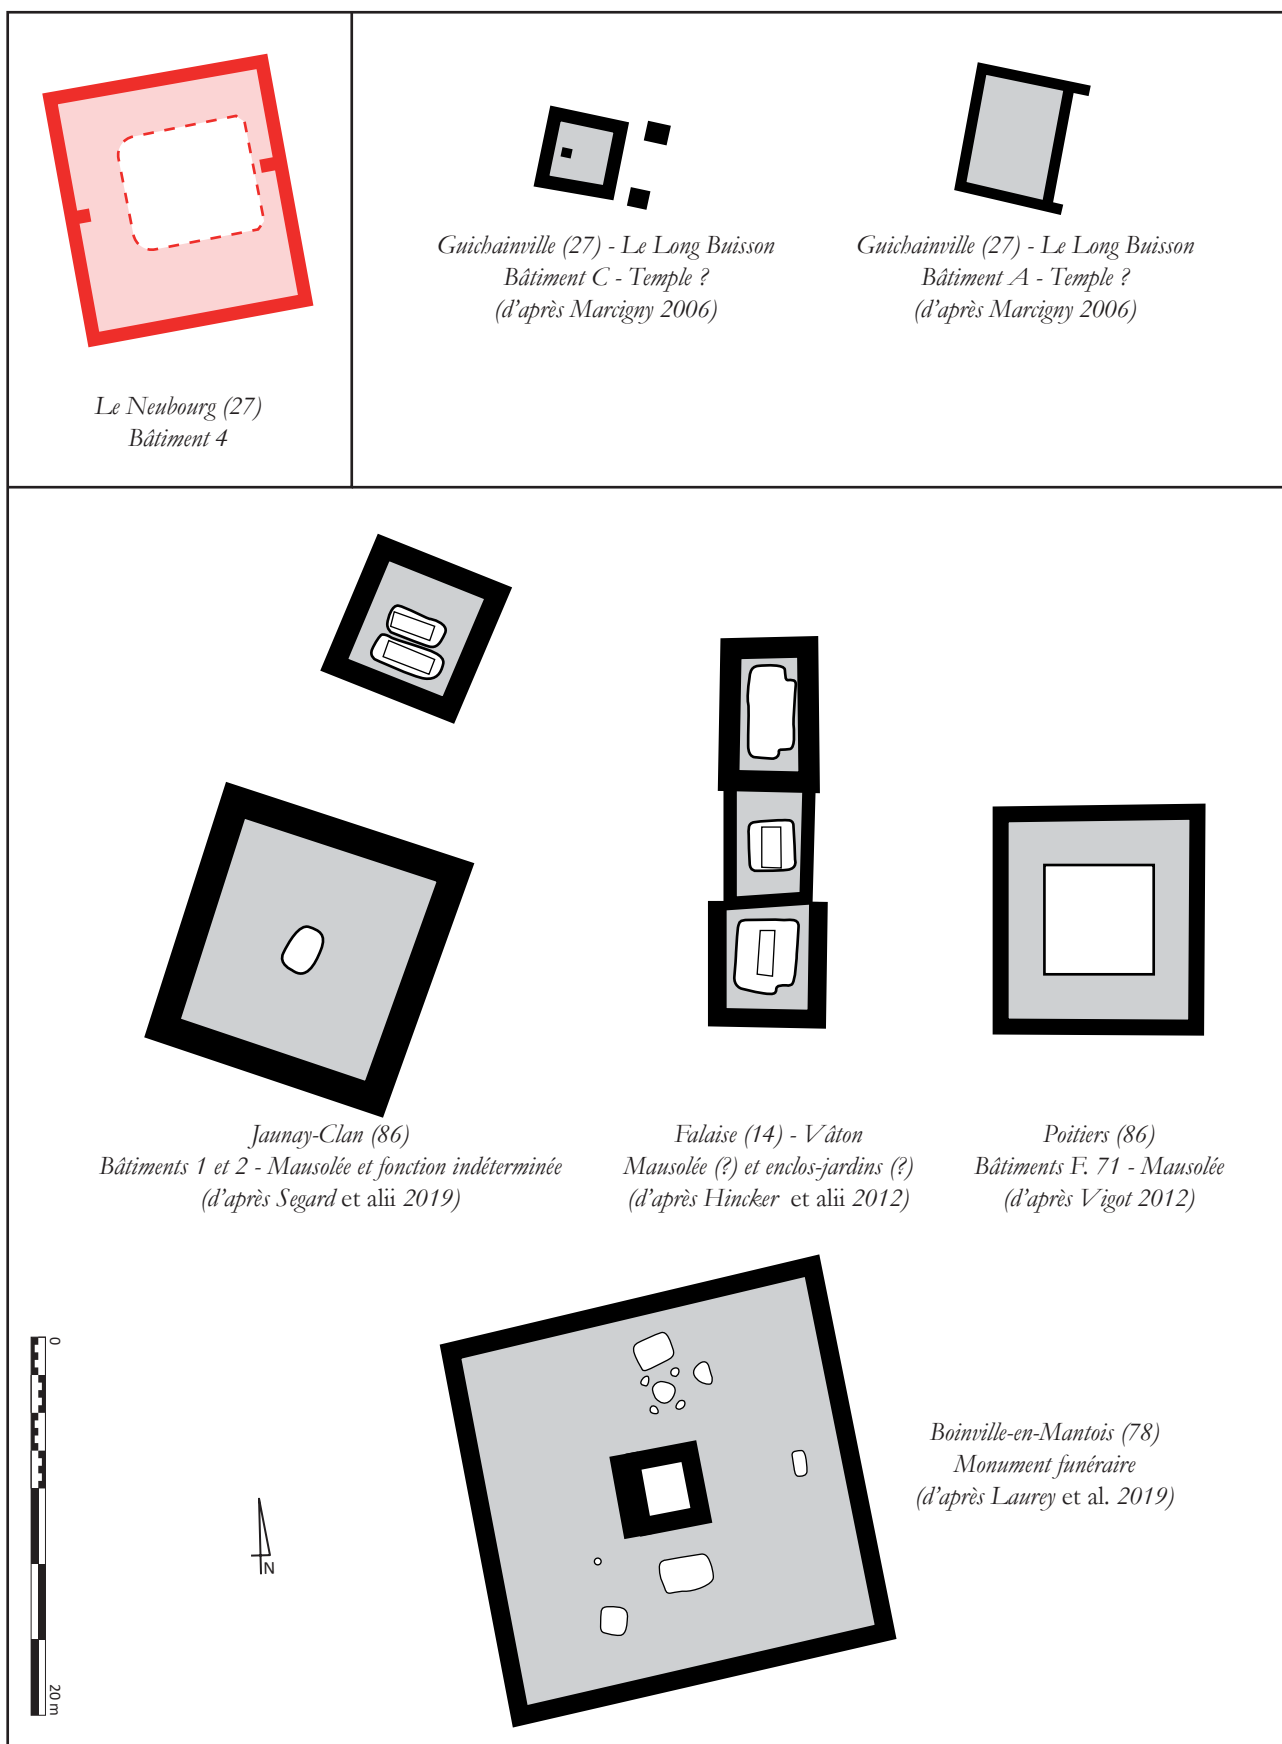 Le Neubourg (27)
Bâtiment 4
Guichainville (27) - Le Long Buisson
Bâtiment C - Temple ?
(d'après Marcigny 2006)
Guichainville (27) - Le Long Buisson
Bâtiment A - Temple ?
(d'après Marcigny 2006)
Jaunay-Clan (86)
Bâtiments 1 et 2 - Mausolée et fonction indéterminée
(d'après Segard et alii 2019)
Falaise (14) - Vâton
Mausolée (?) et enclos-jardins (?)
(d'après Hincker et alii 2012)
Poitiers (86)
Bâtiments F. 71 - Mausolée
(d'après Vigot 2012)
Boinville-en-Mantois (78)
Monument funéraire
(d'après Laurey et al. 2019)
0
20 m
N